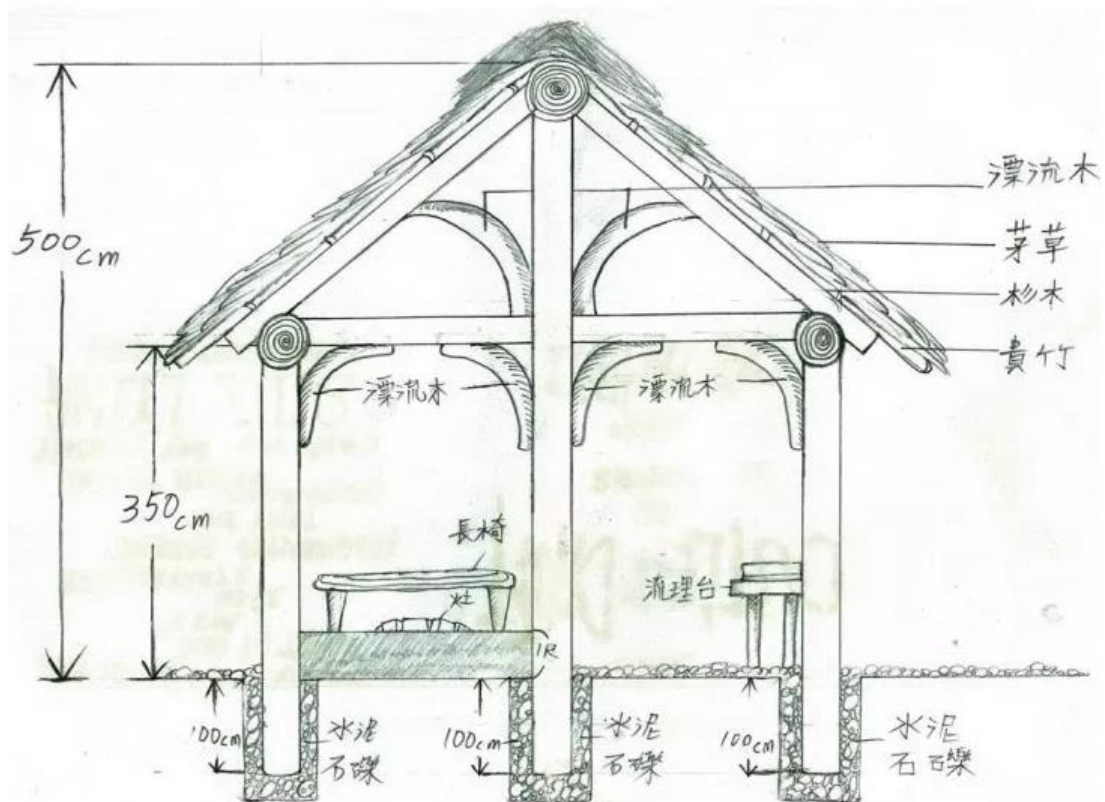 500cm
漂流木
茅草
杉木
貴竹
漂流木
漂流木
350cm
長椅
灶
流理台
1尺
100cm
水泥
石礫
100cm
水泥
石礫
100cm
水泥
石礫